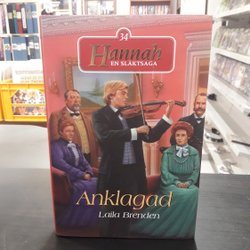 34
Hannah
EN SLÄKTSAGA
Anklagad
Laila Brenden